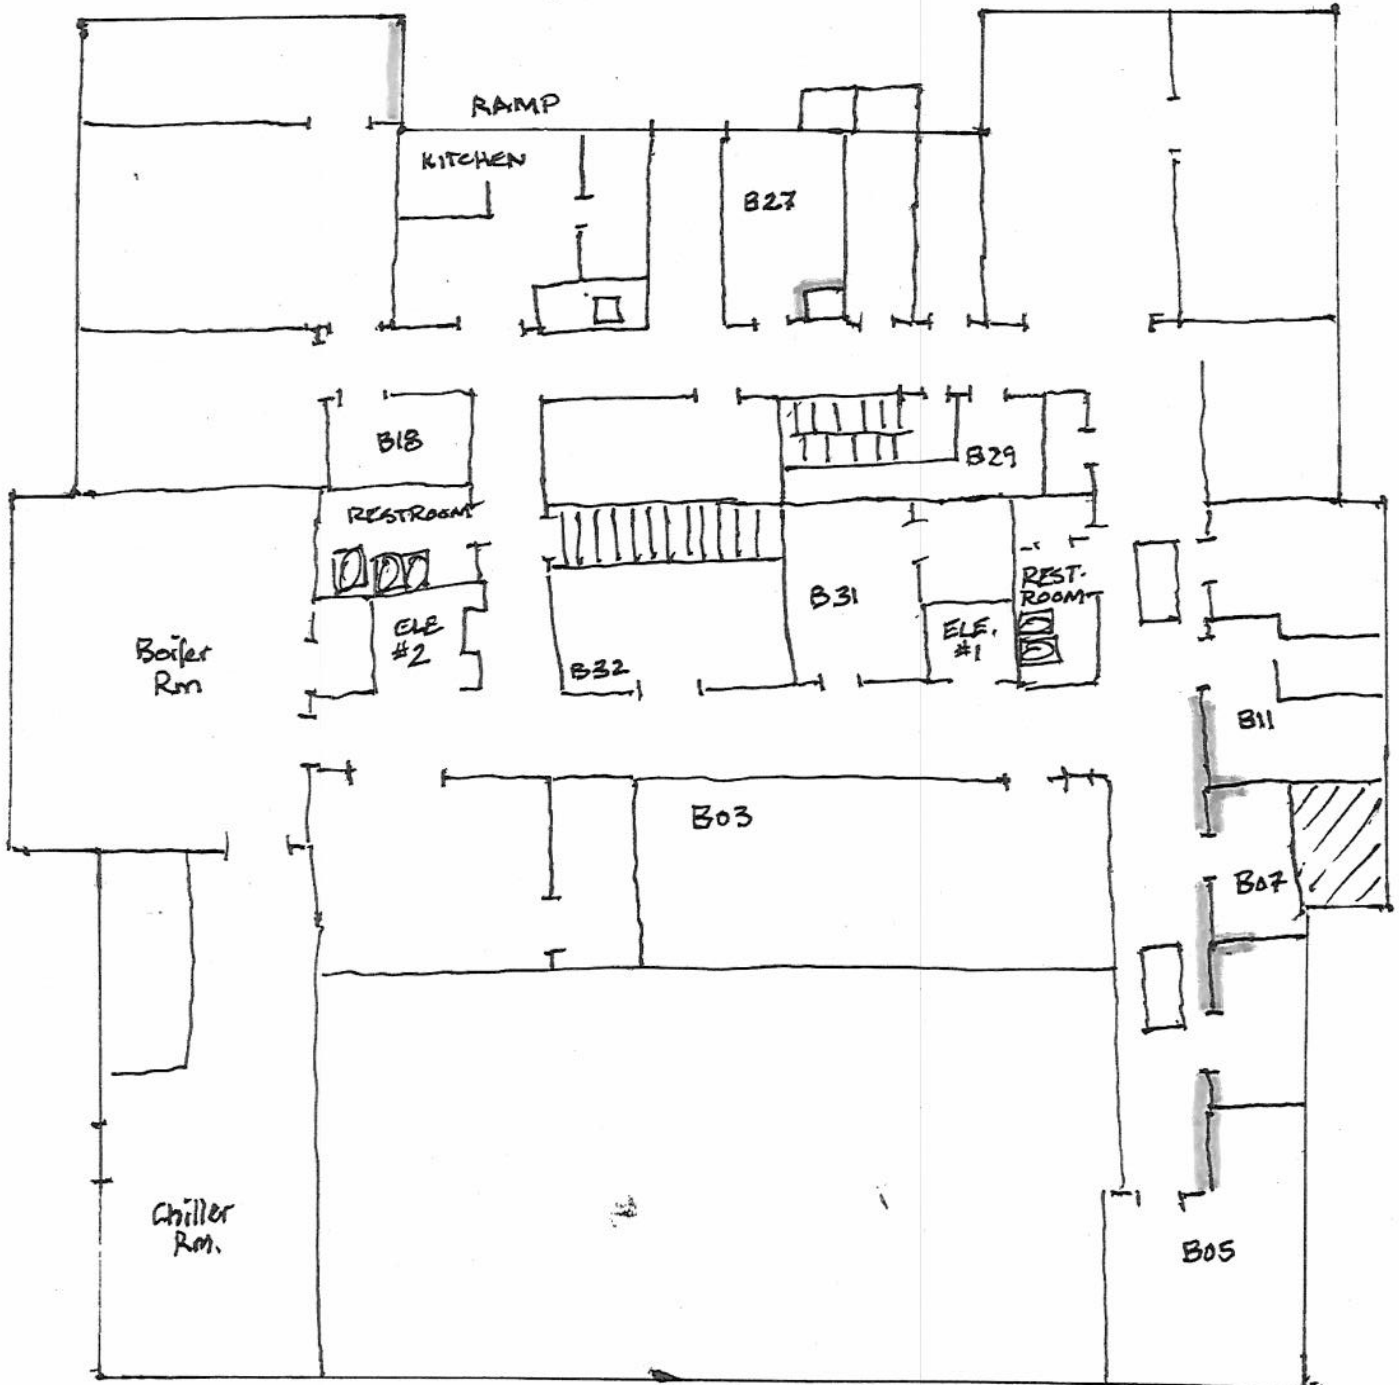 RAMP
KITCHEN
B27
B18
B29
RESTROOM
REST-
ROOM
B31
ELE
#2
ELE.
#1
B32
Boiler
Rm
B11
B03
B07
Chiller
Rm.
B05